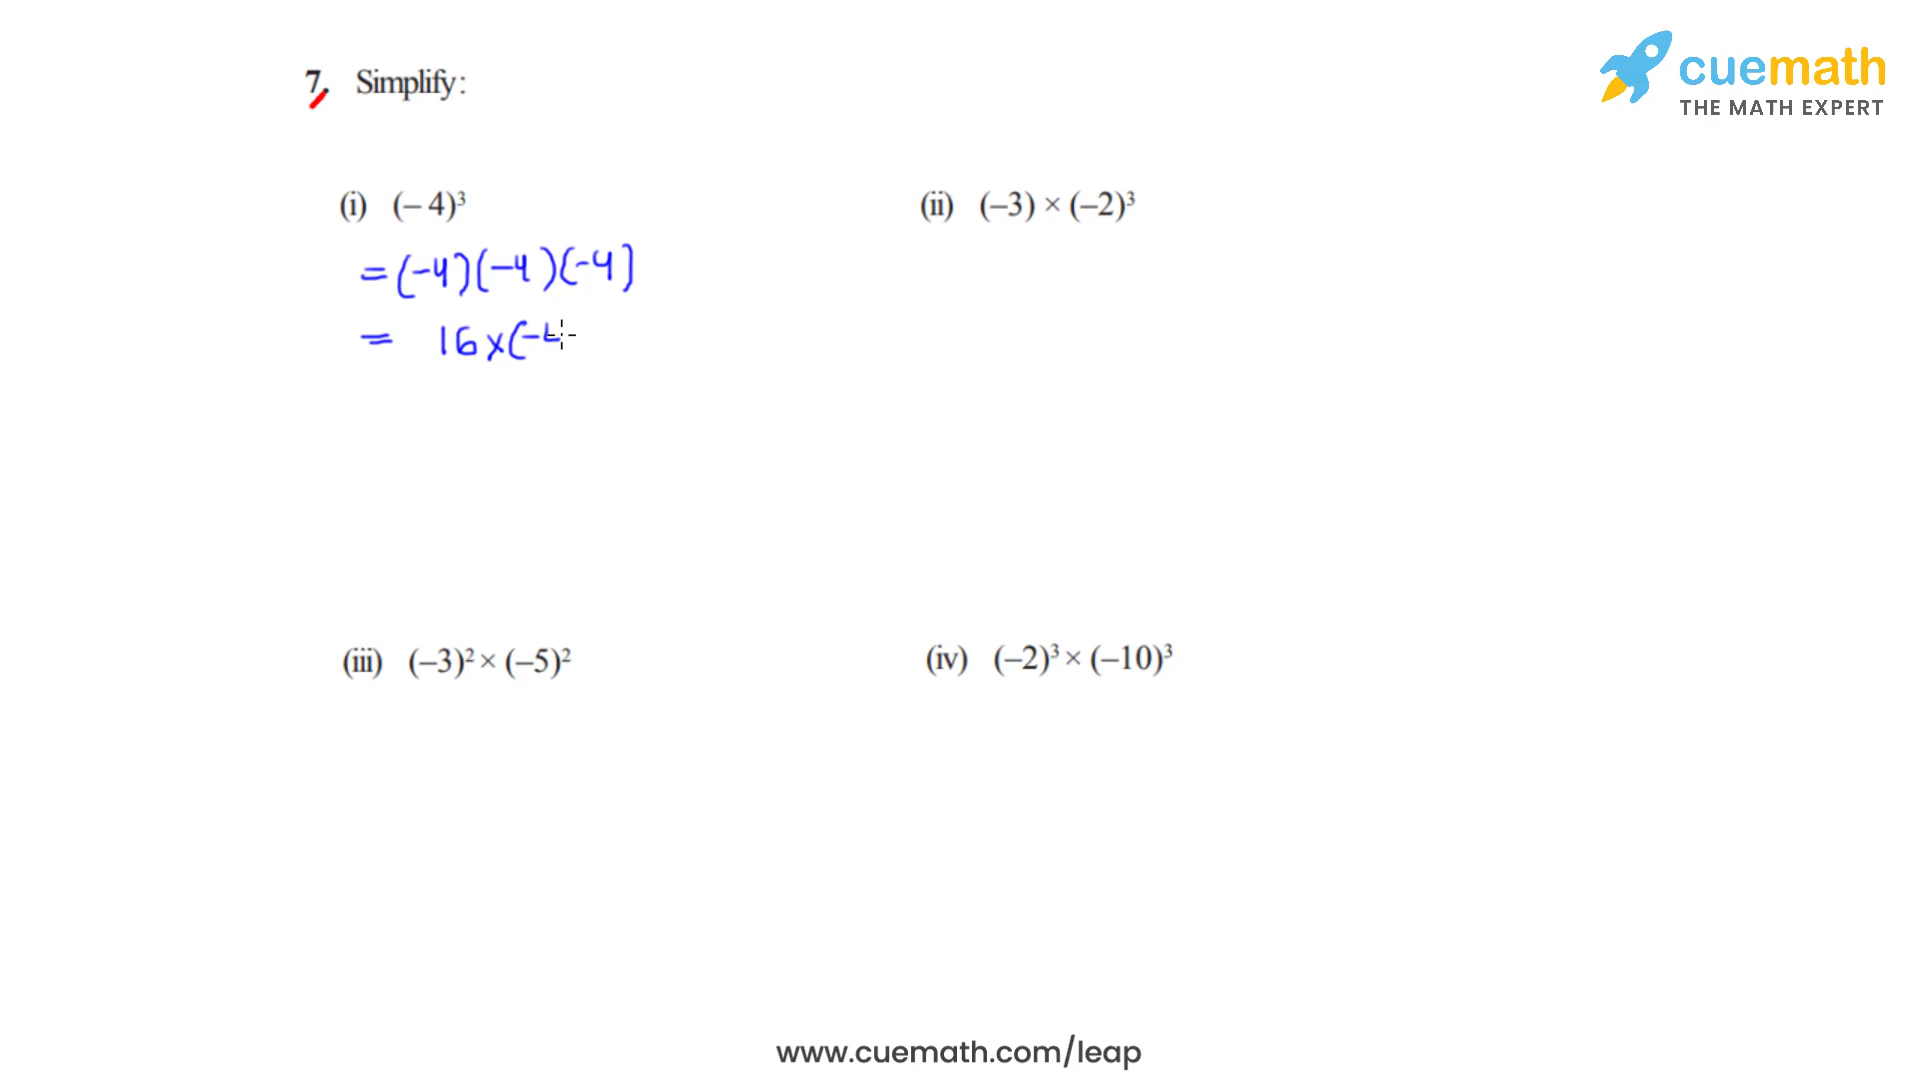 7. Simplify:
cuemath
THE MATH EXPERT
(i) (– 4)³
(ii) (–3) × (–2)³
= (-4)(-4)(-4)
= 16 x (-4
(iii) (–3)² × (–5)²
(iv) (–2)³ × (–10)³
www.cuemath.com/leap